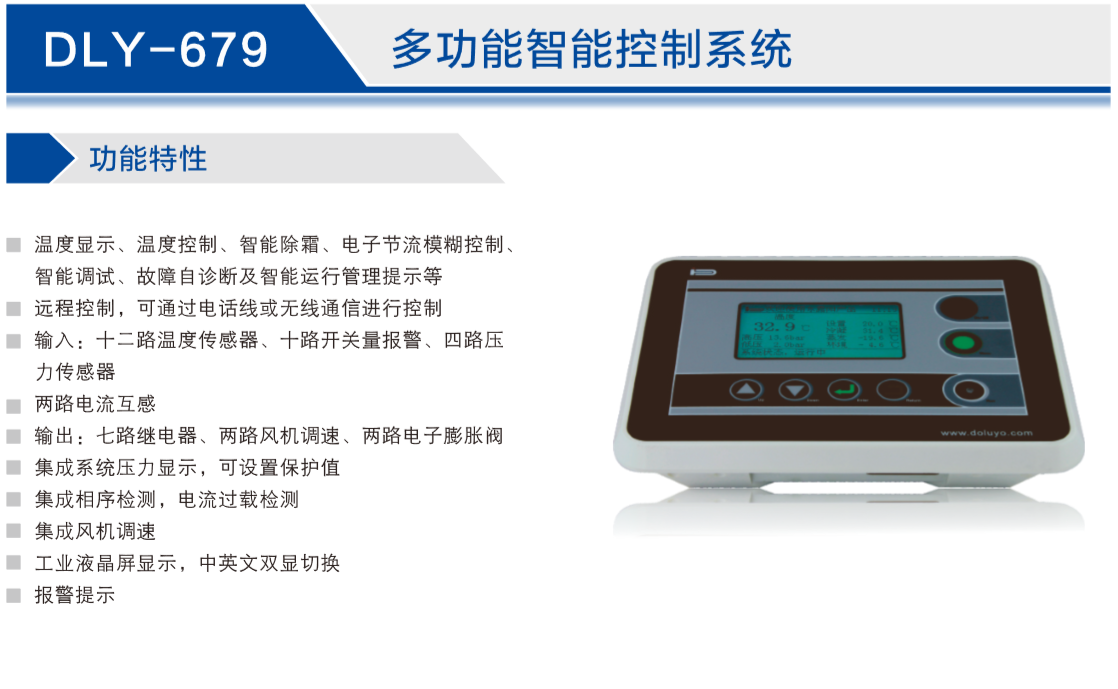 DLY-679
多功能智能控制系统
功能特性
温度显示、温度控制、智能除霜、电子节流模糊控制、
智能调试、故障自诊断及智能运行管理提示等
远程控制，可通过电话线或无线通信进行控制
输入：十二路温度传感器、十路开关量报警、四路压
力传感器
两路电流互感
输出：七路继电器、两路风机调速、两路电子膨胀阀
集成系统压力显示，可设置保护值
集成相序检测，电流过载检测
集成风机调速
工业液晶屏显示，中英文双显切换
报警提示
温度
32.9
www.doluyo.com